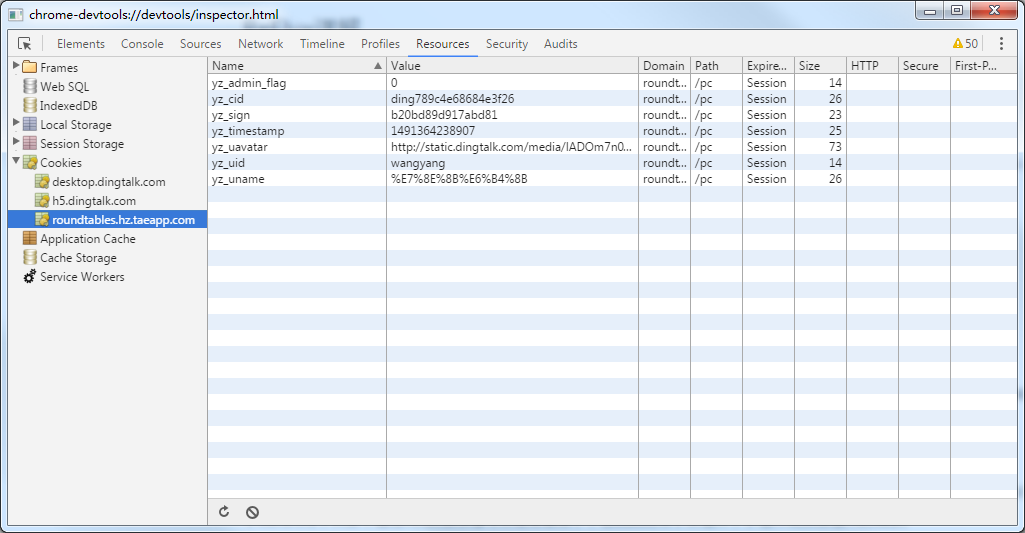 chrome-devtools://devtools/inspector.html
Elements Console Sources Network Timeline Profiles Resources Security Audits 50
Frames
Web SQL
IndexedDB
Local Storage
Session Storage
Cookies
desktop.dingtalk.com
h5.dingtalk.com
roundtables.hz.taeapp.com
Application Cache
Cache Storage
Service Workers
Name Value Domain Path Expire... Size HTTP Secure First-P...
yz_admin_flag 0 roundt... /pc Session 14
yz_cid ding789c4e68684e3f26 roundt... /pc Session 26
yz_sign b20bd89d917abd81 roundt... /pc Session 23
yz_timestamp 1491364238907 roundt... /pc Session 25
yz_uavatar http://static.dingtalk.com/media/lADOm7n0... roundt... /pc Session 73
yz_uid wangyang roundt... /pc Session 14
yz_uname %E7%8E%8B%E6%B4%8B roundt... /pc Session 26